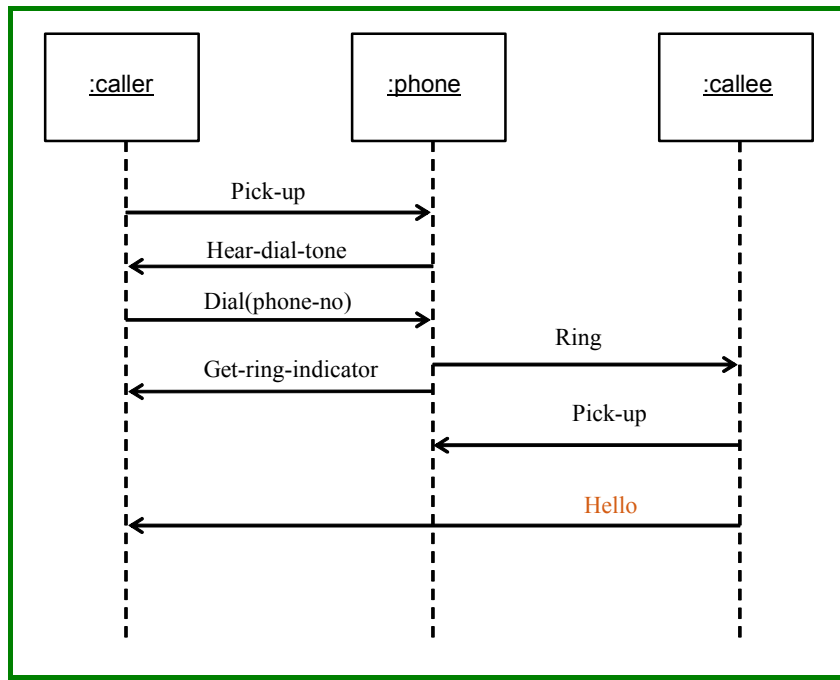 :caller
:phone
:callee
Pick-up
Hear-dial-tone
Dial(phone-no)
Ring
Get-ring-indicator
Pick-up
Hello